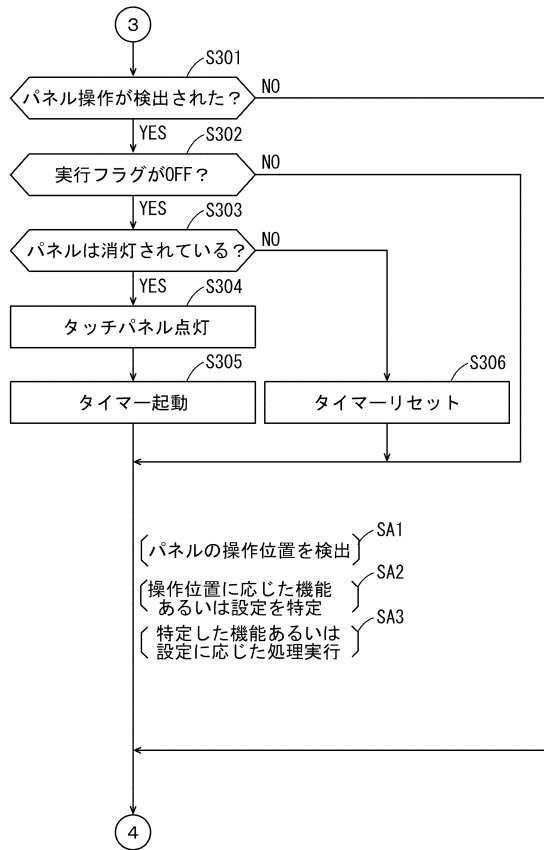 3
S301
パネル操作が検出された？
NO
YES
S302
実行フラグがOFF？
NO
YES
S303
パネルは消灯されている？
NO
YES
S304
タッチパネル点灯
S305
タイマー起動
S306
タイマーリセット
SA1
パネルの操作位置を検出
SA2
操作位置に応じた機能
あるいは設定を特定
SA3
特定した機能あるいは
設定に応じた処理実行
4